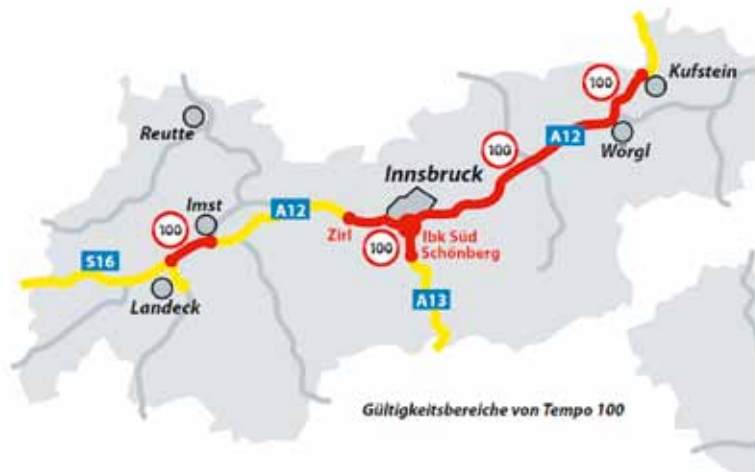 100
Kufstein
Reutte
100
A12
Wörgl
Innsbruck
Imst
A12
100
Zirl
100
Ibk Süd
Schönberg
S16
Landeck
A13
Gültigkeitsbereiche von Tempo 100